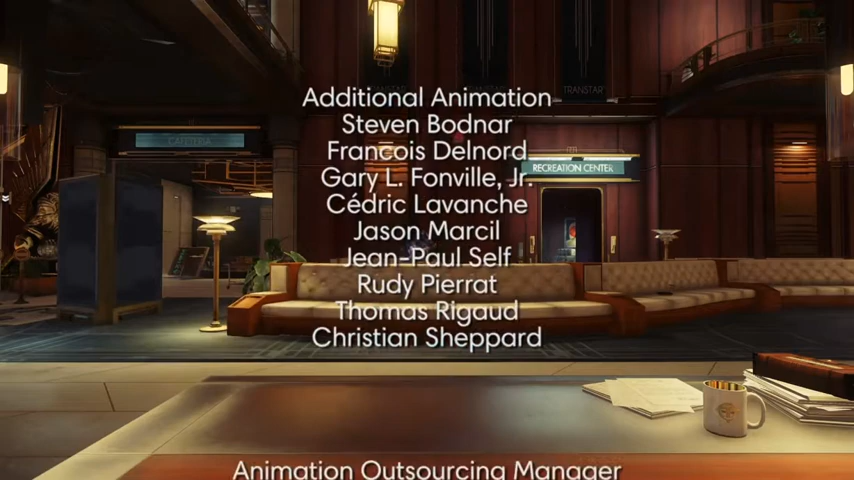 TRANSTAR
CAFETERIA
RECREATION CENTER
Additional Animation
Steven Bodnar
Francois Delnord
Gary L. Fonville, Jr.
Cédric Lavanche
Jason Marcil
Jean-Paul Self
Rudy Pierrat
Thomas Rigaud
Christian Sheppard
Animation Outsourcing Manager